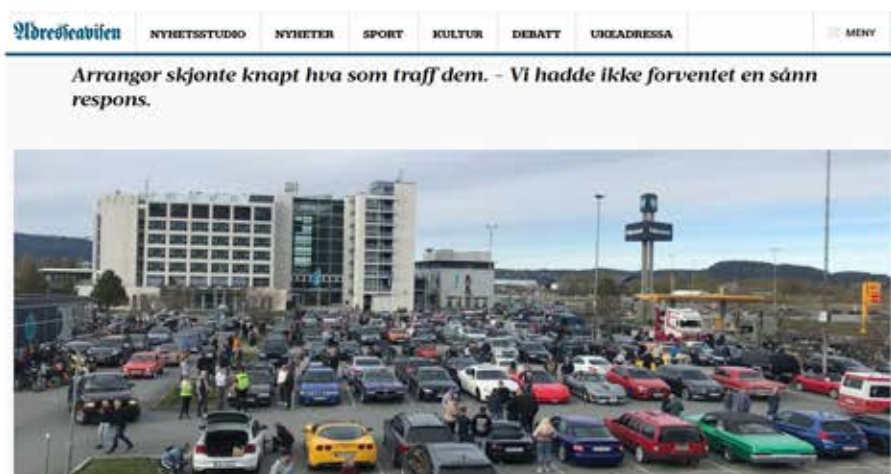 Adresseavisen
NYHETSSTUDIO NYHETER SPORT KULTUR DEBATT UKEADRESSA MENY
Arrangør skjønte knapt hva som traff dem. – Vi hadde ikke forventet en sånn
respons.